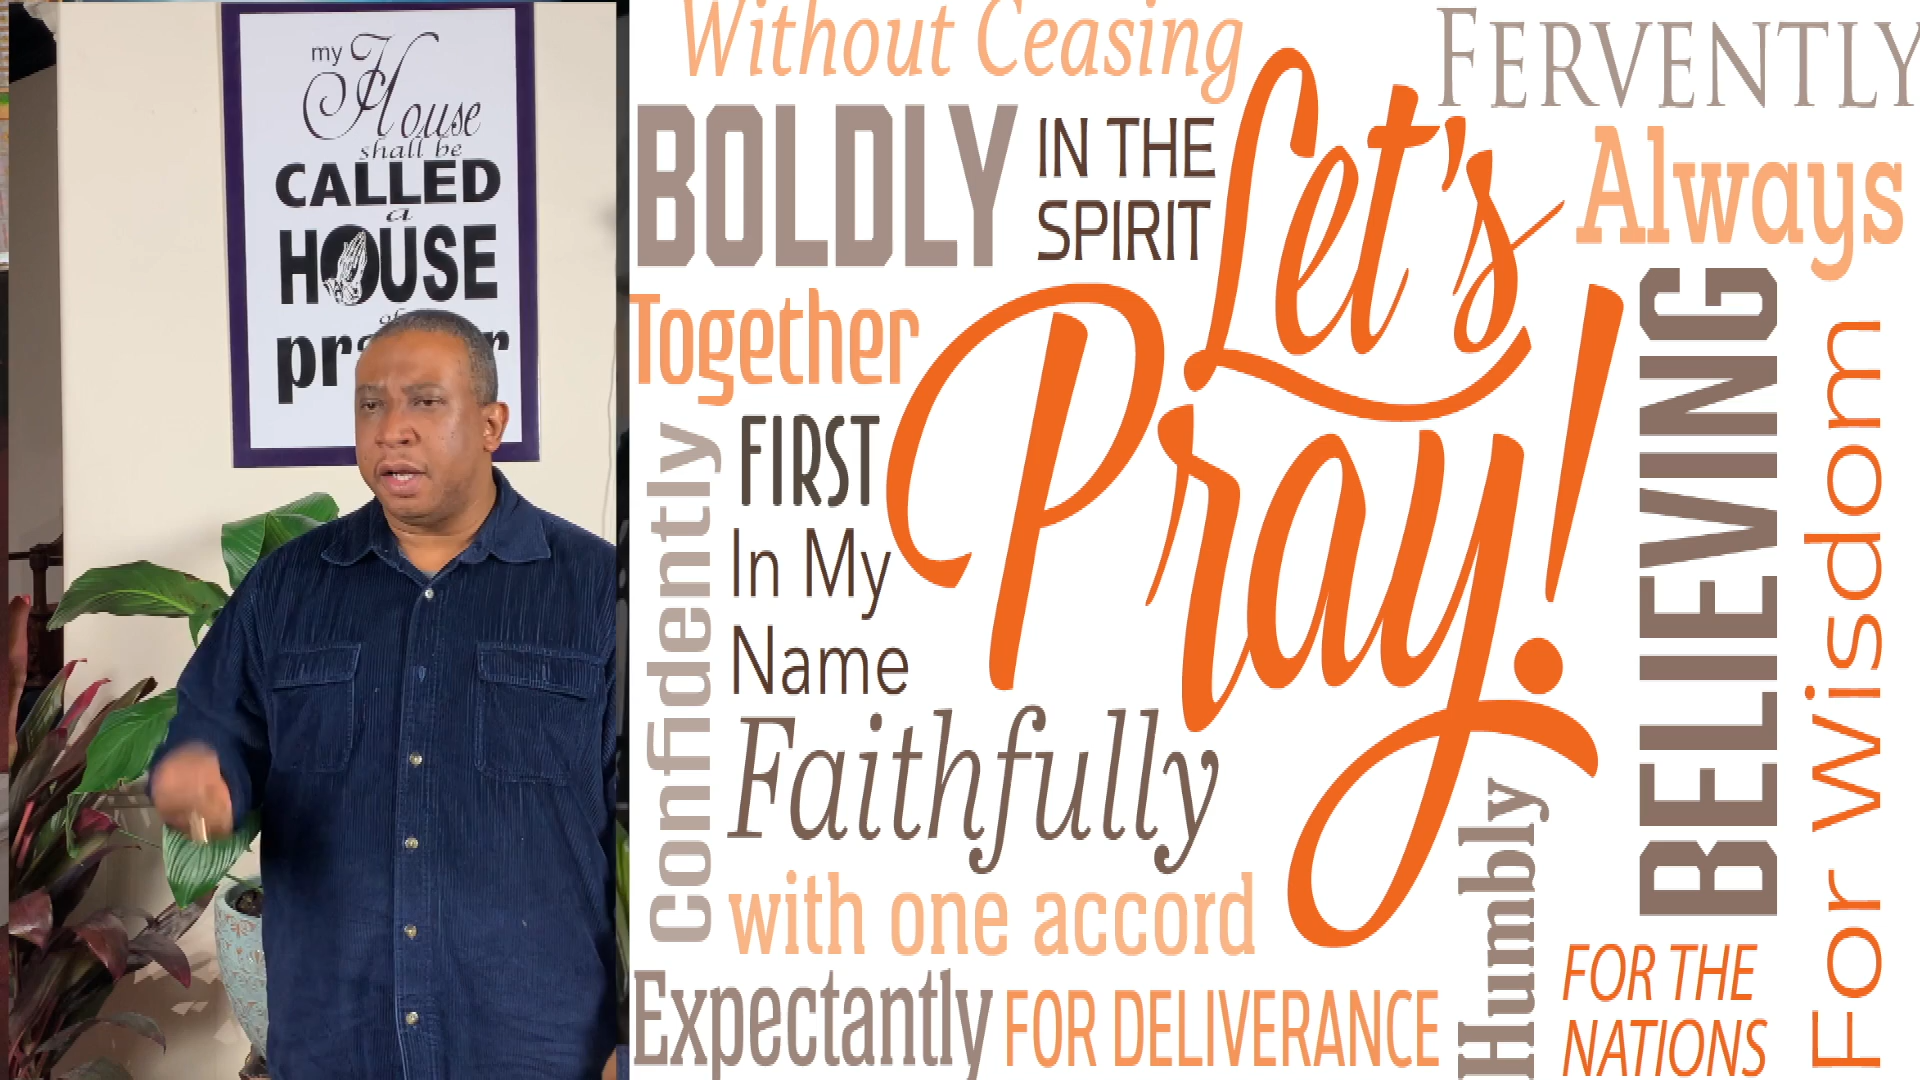 my
House
shall be
CALLED
a
HOUSE
of
Without Ceasing
FERVENTLY
BOLDLY
IN THE
SPIRIT
Let's
Pray!
Always
Together
FIRST
In My
Name
Confidently
Faithfully
with one accord
Expectantly
FOR DELIVERANCE
Humbly
BELIEVING
For Wisdom
FOR THE
NATIONS